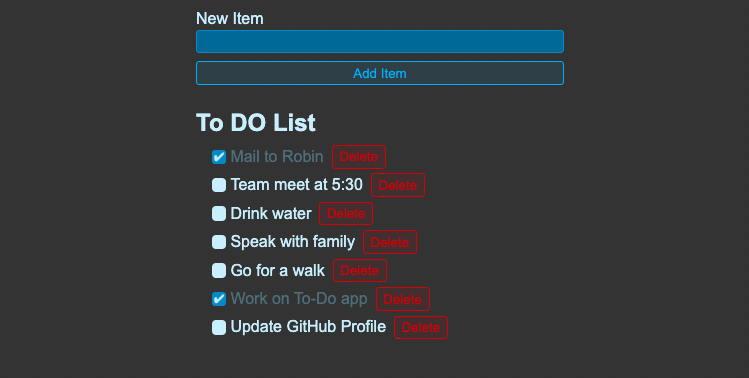 New Item
Add Item
To DO List
Mail to Robin Delete
Team meet at 5:30 Delete
Drink water Delete
Speak with family Delete
Go for a walk Delete
Work on To-Do app Delete
Update GitHub Profile Delete